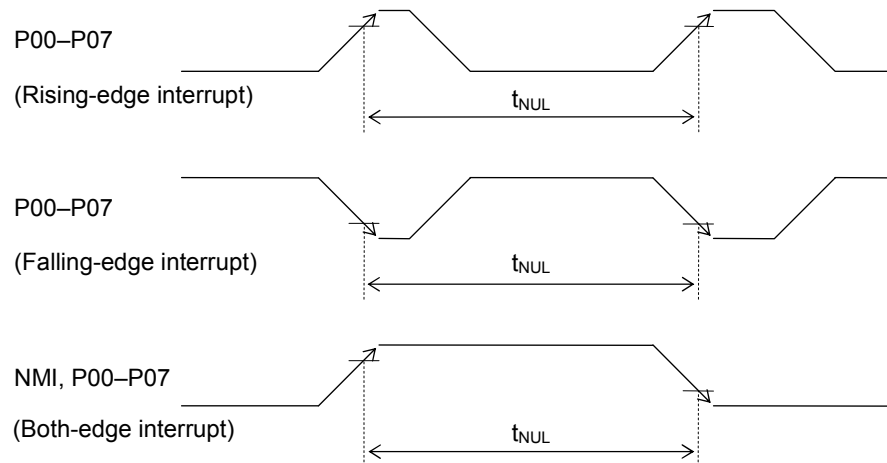 P00–P07
(Rising-edge interrupt)
tNUL
P00–P07
(Falling-edge interrupt)
tNUL
NMI, P00–P07
(Both-edge interrupt)
tNUL